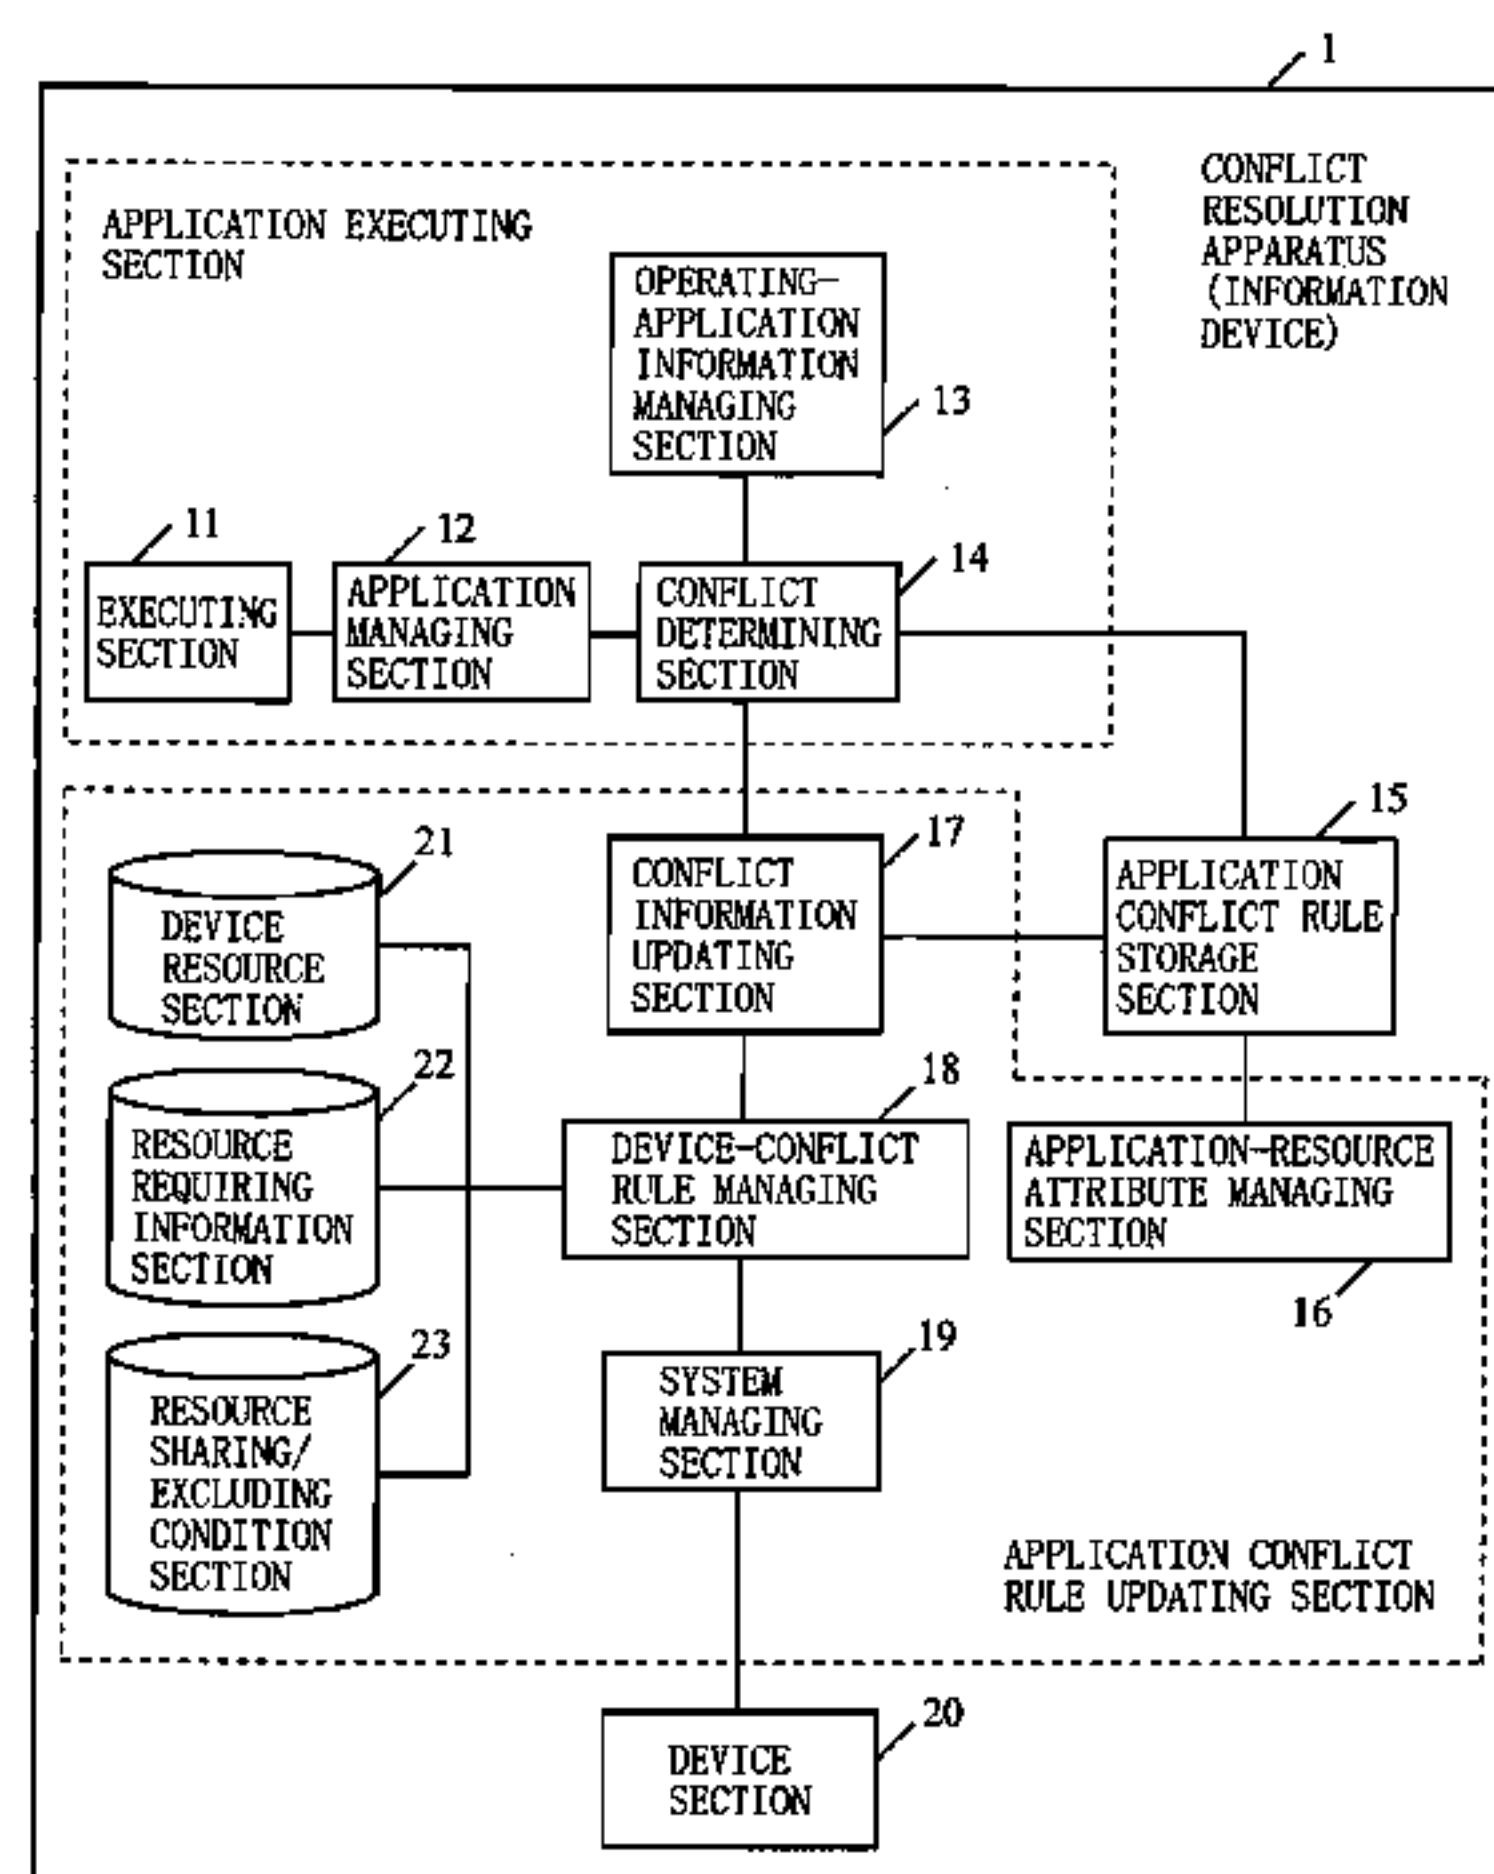 1
CONFLICT
RESOLUTION
APPARATUS
(INFORMATION
DEVICE)
APPLICATION EXECUTING
SECTION
OPERATING-
APPLICATION
INFORMATION
MANAGING
SECTION
13
11
EXECUTING
SECTION
12
APPLICATION
MANAGING
SECTION
14
CONFLICT
DETERMINING
SECTION
15
APPLICATION
CONFLICT RULE
STORAGE
SECTION
17
CONFLICT
INFORMATION
UPDATING
SECTION
21
DEVICE
RESOURCE
SECTION
22
RESOURCE
REQUIRING
INFORMATION
SECTION
18
DEVICE-CONFLICT
RULE MANAGING
SECTION
APPLICATION-RESOURCE
ATTRIBUTE MANAGING
SECTION
16
23
RESOURCE
SHARING/
EXCLUDING
CONDITION
SECTION
19
SYSTEM
MANAGING
SECTION
APPLICATION CONFLICT
RULE UPDATING SECTION
20
DEVICE
SECTION